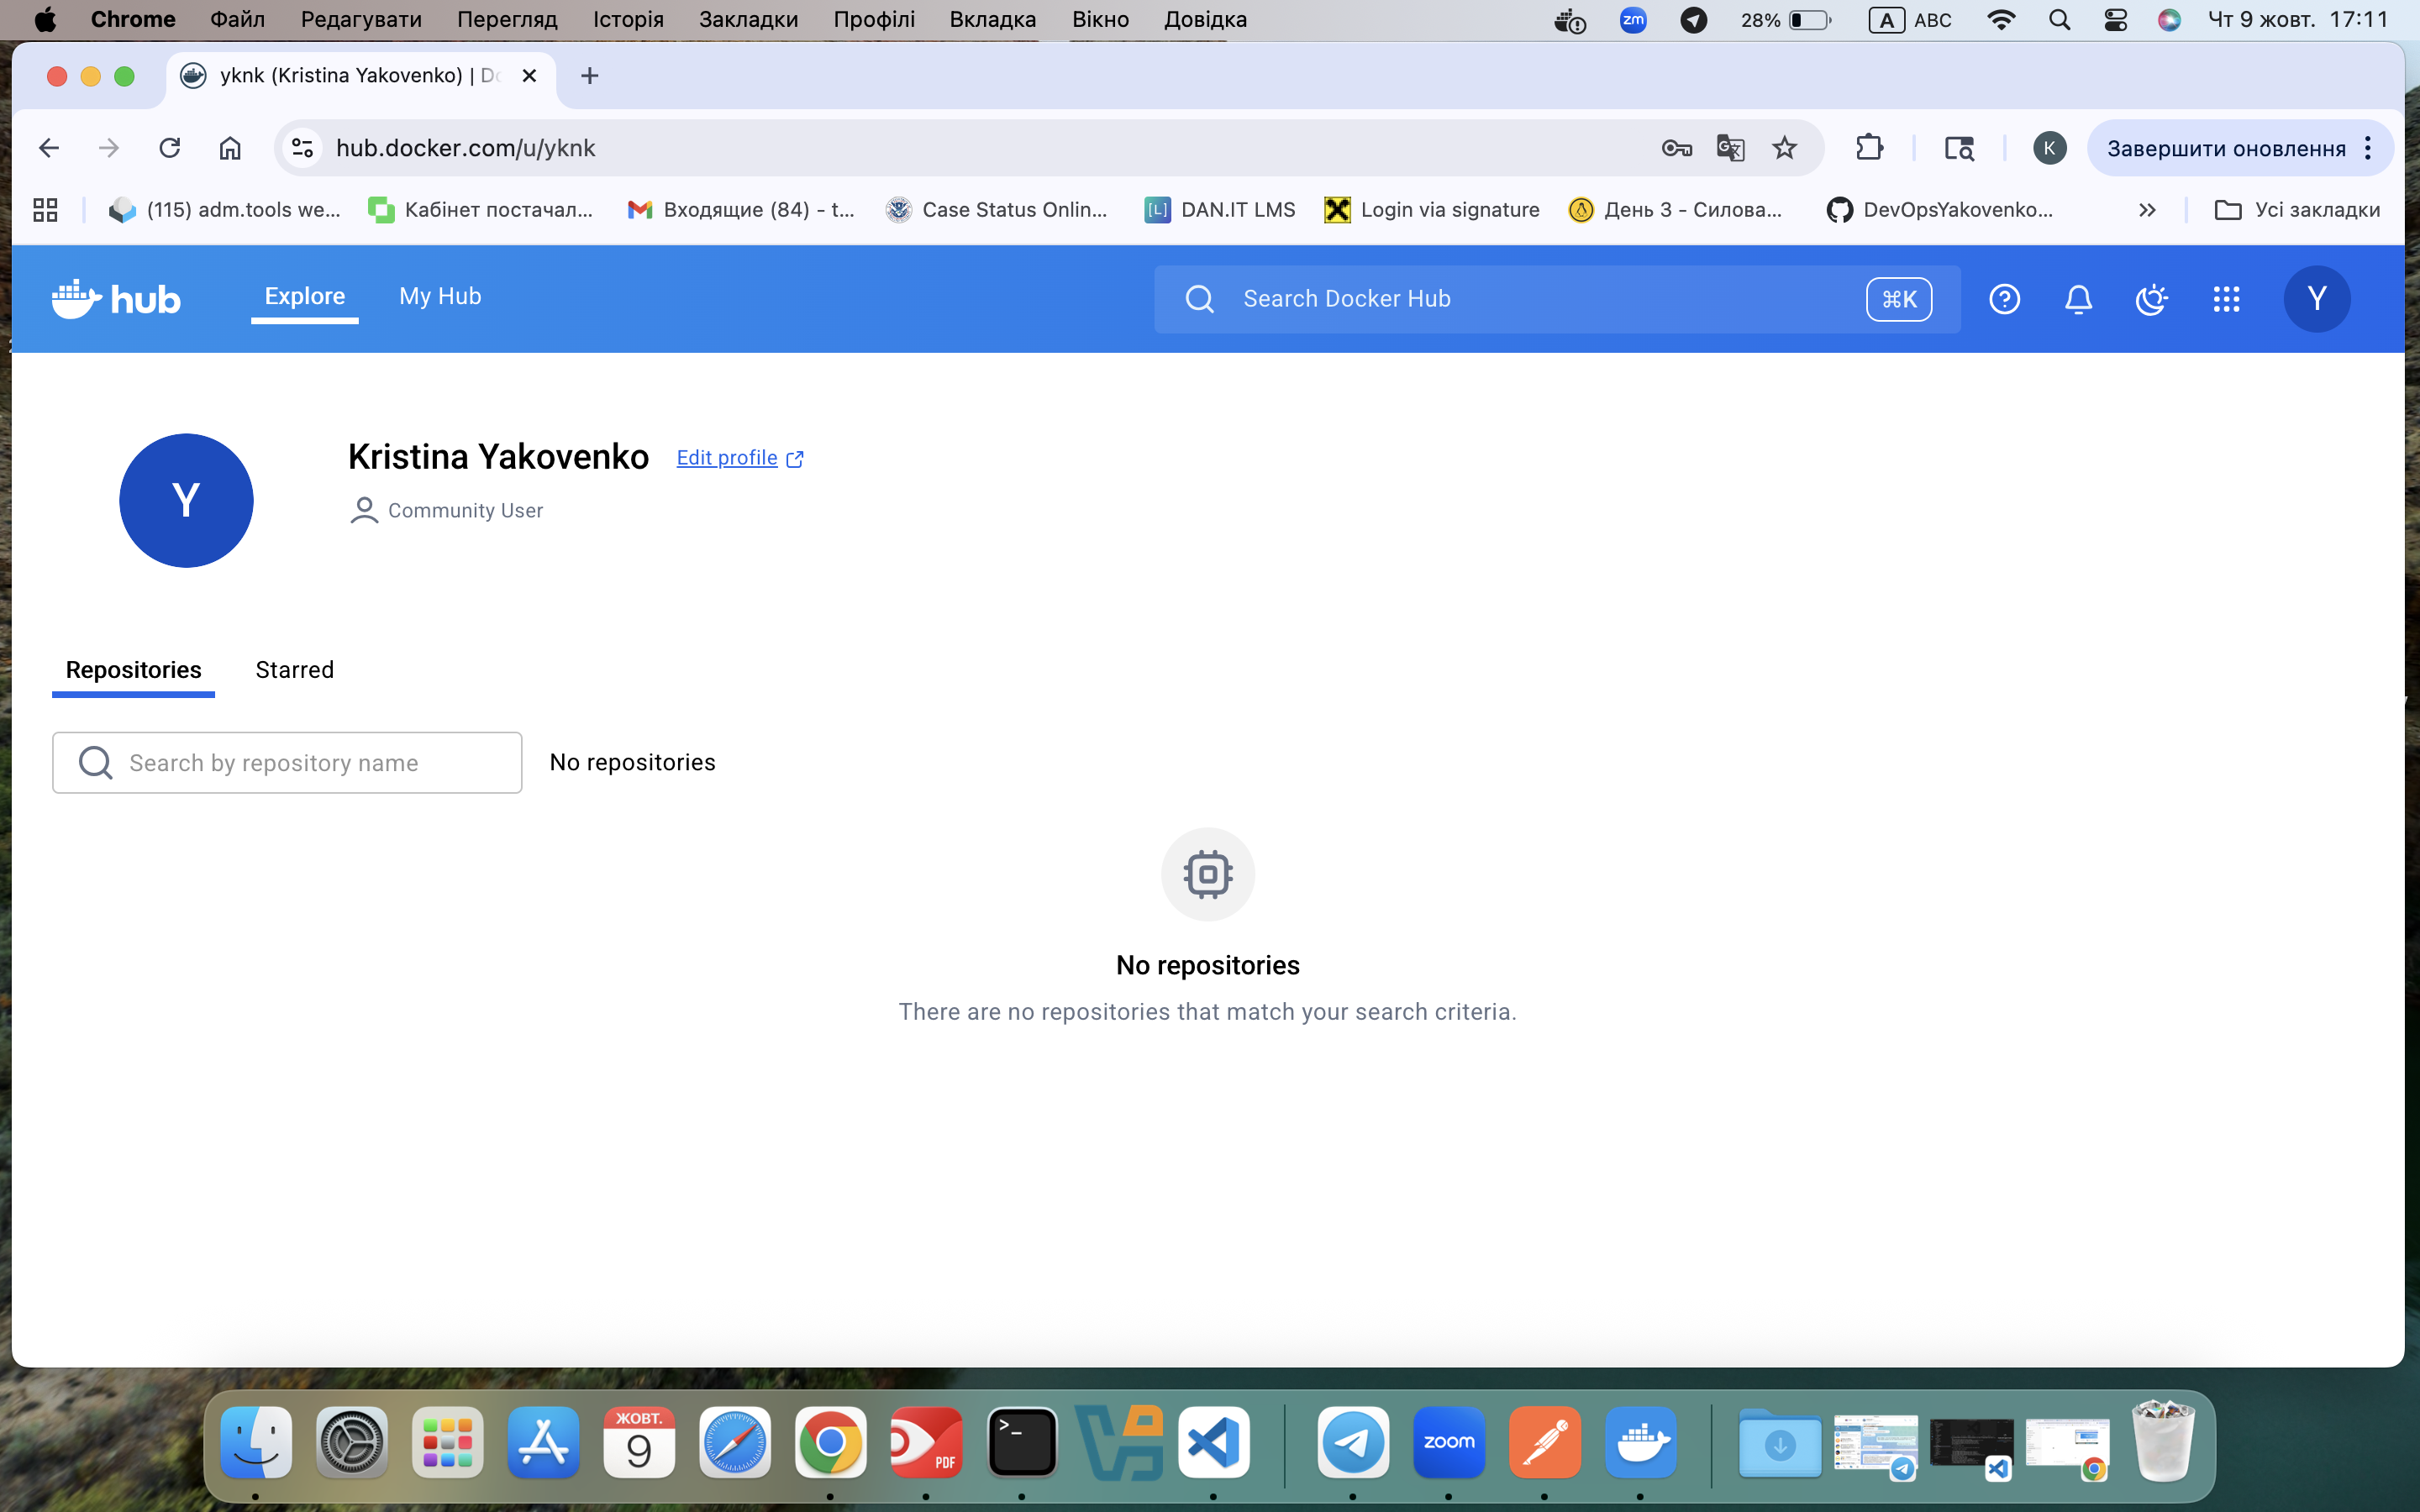 Chrome Файл Редагувати Перегляд Історія Закладки Профілі Вкладка Вікно Довідка zm 28% A ABC Чт 9 жовт. 17:11
yknk (Kristina Yakovenko) | Do
hub.docker.com/u/yknk K Завершити оновлення
(115) adm.tools we... Кабінет постачал... Входящие (84) - t... Case Status Onlin... [L] DAN.IT LMS Login via signature День 3 - Силова... DevOpsYakovenko... Усі закладки
hub Explore My Hub Search Docker Hub ⌘K Y
Y
Kristina Yakovenko Edit profile
Community User
Repositories Starred
Search by repository name No repositories
No repositories
There are no repositories that match your search criteria.
ЖОВТ.
9
PDF
>_
zoom